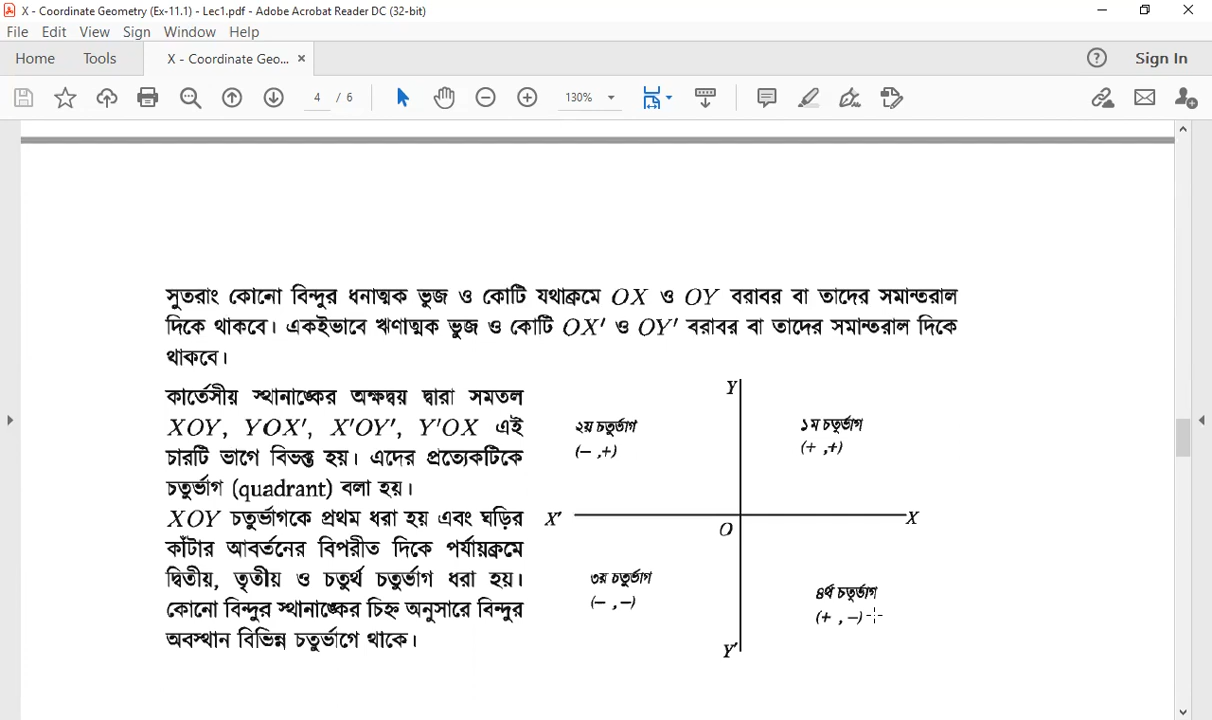 X - Coordinate Geometry (Ex-11.1) - Lec1.pdf - Adobe Acrobat Reader DC (32-bit)
File Edit View Sign Window Help
Home Tools X - Coordinate Geo... × Sign In
4 / 6 130%
সুতরাং কোনো বিন্দুর ধনাত্মক ভুজ ও কোটি যথাক্রমে OX ও OY বরাবর বা তাদের সমান্তরাল
দিকে থাকবে। একইভাবে ঋণাত্মক ভুজ ও কোটি OX′ ও OY′ বরাবর বা তাদের সমান্তরাল দিকে
থাকবে।
কার্তেসীয় স্থানাঙ্কের অক্ষদ্বয় দ্বারা সমতল
XOY, YOX′, X′OY′, Y′OX এই
চারটি ভাগে বিভক্ত হয়। এদের প্রত্যেকটিকে
চতুর্ভাগ (quadrant) বলা হয়।
XOY চতুর্ভাগকে প্রথম ধরা হয় এবং ঘড়ির
কাঁটার আবর্তনের বিপরীত দিকে পর্যায়ক্রমে
দ্বিতীয়, তৃতীয় ও চতুর্থ চতুর্ভাগ ধরা হয়।
কোনো বিন্দুর স্থানাঙ্কের চিহ্ন অনুসারে বিন্দুর
অবস্থান বিভিন্ন চতুর্ভাগে থাকে।
Y
২য় চতুর্ভাগ
(− ,+)
১ম চতুর্ভাগ
(+ ,+)
X′
O
X
৩য় চতুর্ভাগ
(− ,−)
৪র্থ চতুর্ভাগ
(+ , −)
Y′